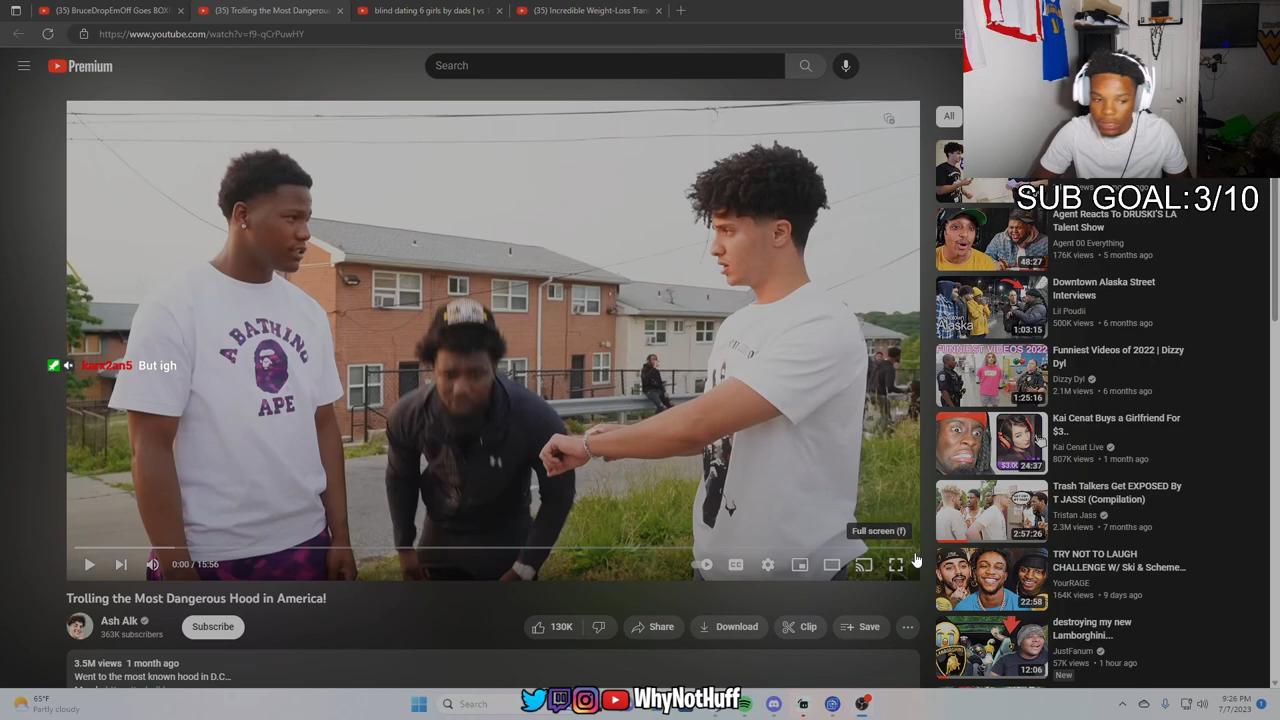 (35) BruceDropEmOff Goes BOXI
(35) Trolling the Most Dangerou
blind dating 6 girls by dads | vs
(35) Incredible Weight-Loss Tran
https://www.youtube.com/watch?v=f9-qCrPuwHY
Premium
Search
All
SUB GOAL:3/10
Agent Reacts To DRUSKI'S LA
Talent Show
Agent 00 Everything
176K views • 5 months ago
48:27
Downtown Alaska Street
Interviews
Lil Poudii
500K views • 6 months ago
DOWNTOWN
Alaska
1:03:15
FUNNIEST VIDEOS 2022
Funniest Videos of 2022 | Dizzy
Dyl
Dizzy Dyl
2.1M views • 6 months ago
1:25:16
Kai Cenat Buys a Girlfriend For
$3..
Kai Cenat Live
807K views • 1 month ago
24:37
Trash Talkers Get EXPOSED By
T JASS! (Compilation)
Tristan Jass
2.3M views • 7 months ago
2:57:26
TRY NOT TO LAUGH
CHALLENGE W/ Ski & Scheme...
YourRAGE
164K views • 9 days ago
22:58
destroying my new
Lamborghini...
JustFanum
57K views • 1 hour ago
New
12:06
A BATHING
APE
karx2an5 But igh
Full screen (f)
0:00 / 15:56
Trolling the Most Dangerous Hood in America!
Ash Alk
363K subscribers
Subscribe
130K
Share
Download
Clip
Save
3.5M views 1 month ago
Went to the most known hood in D.C...
65°F
Partly cloudy
Search
WhyNotHuff
9:26 PM
7/7/2023